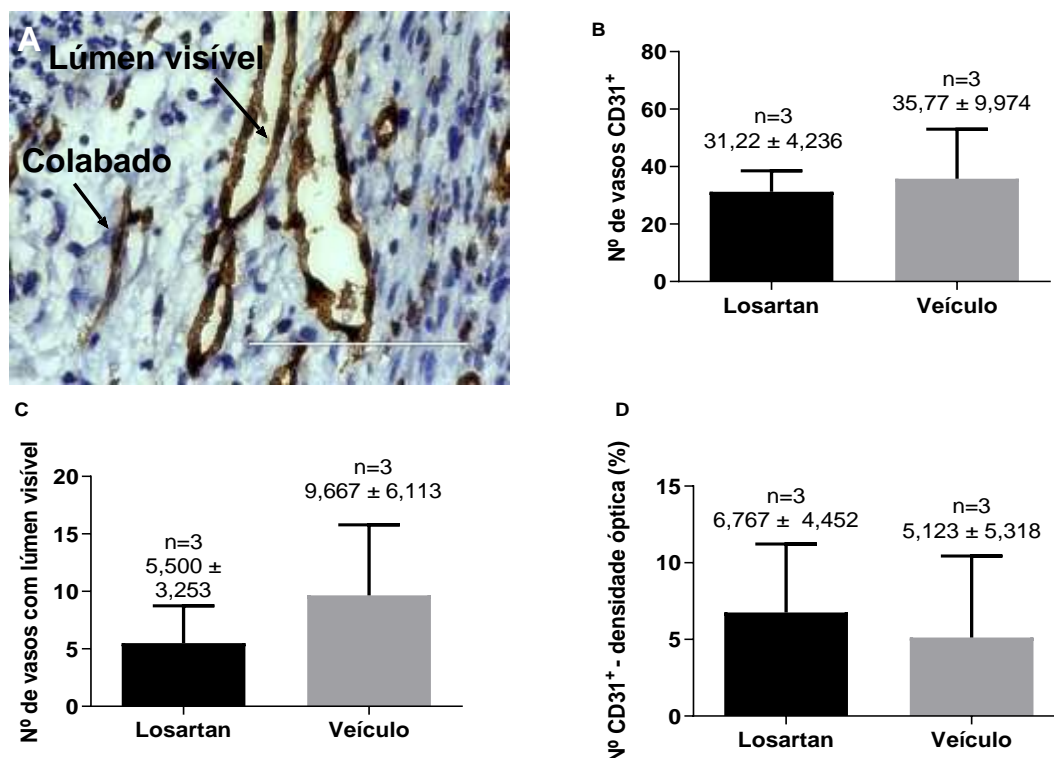 A
Lúmen visível
Colabado
B
Nº de vasos CD31⁺
80
60
40
20
0
n=3
31,22 ± 4,236
n=3
35,77 ± 9,974
Losartan
Veículo
C
Nº de vasos com lúmen visível
20
15
10
5
0
n=3
5,500 ±
3,253
n=3
9,667 ± 6,113
Losartan
Veículo
D
Nº CD31⁺ - densidade óptica (%)
15
10
5
0
n=3
6,767 ± 4,452
n=3
5,123 ± 5,318
Losartan
Veículo